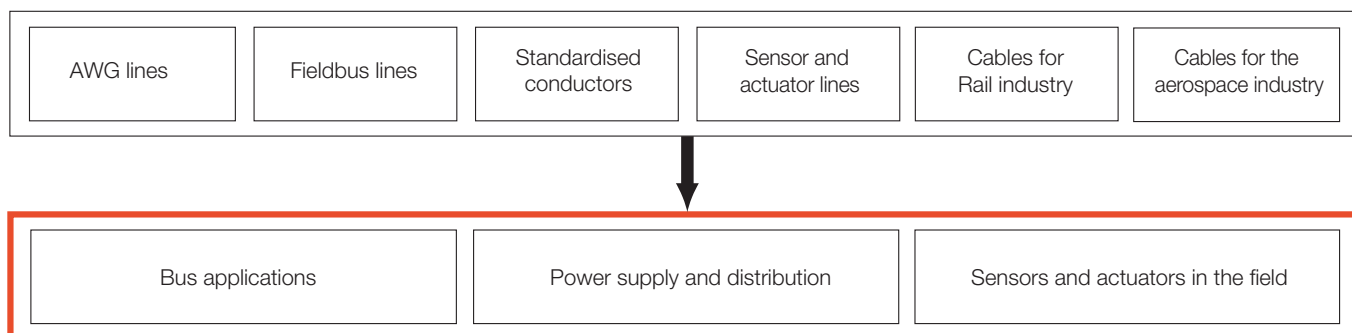 AWG lines
Fieldbus lines
Standardised
conductors
Sensor and
actuator lines
Cables for
Rail industry
Cables for the
aerospace industry
Bus applications
Power supply and distribution
Sensors and actuators in the field